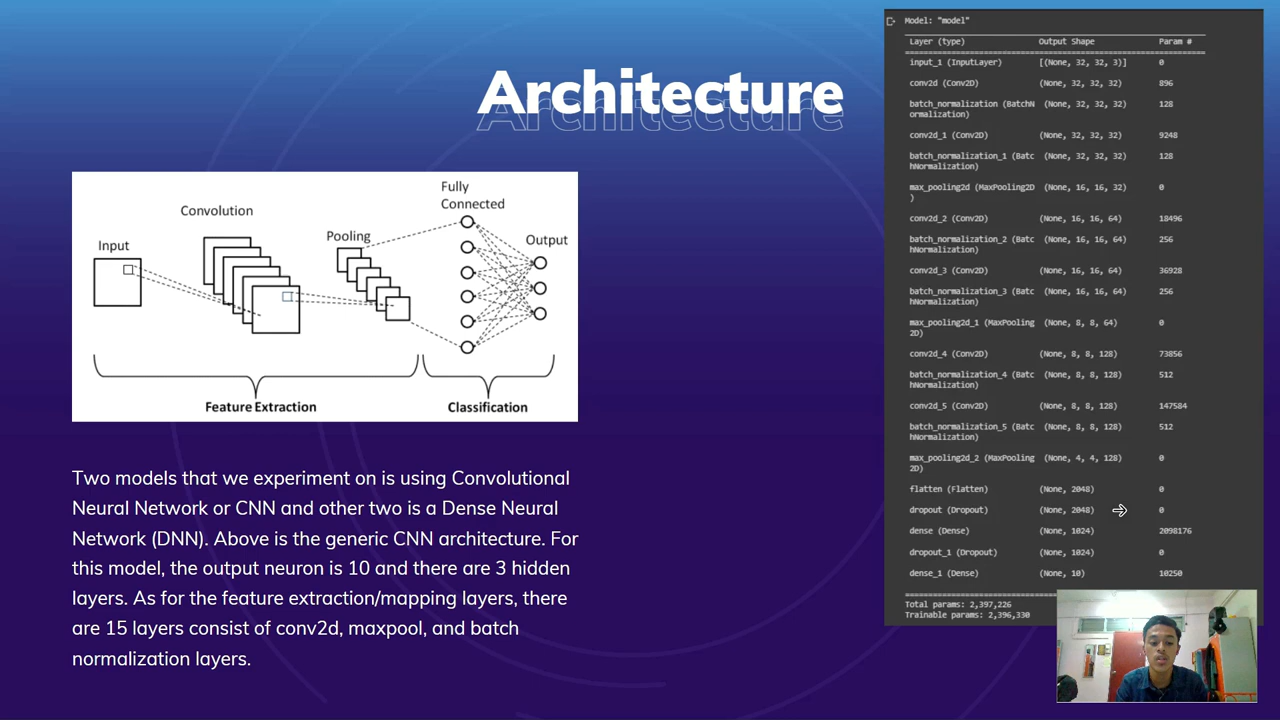 Architecture
Input
Convolution
Pooling
Fully
Connected
Output
Feature Extraction
Classification
Two models that we experiment on is using Convolutional
Neural Network or CNN and other two is a Dense Neural
Network (DNN). Above is the generic CNN architecture. For
this model, the output neuron is 10 and there are 3 hidden
layers. As for the feature extraction/mapping layers, there
are 15 layers consist of conv2d, maxpool, and batch
normalization layers.
Model: "model"
Layer (type) Output Shape Param #
input_1 (InputLayer) [(None, 32, 32, 3)] 0
conv2d (Conv2D) (None, 32, 32, 32) 896
batch_normalization (BatchN (None, 32, 32, 32) 128
ormalization)
conv2d_1 (Conv2D) (None, 32, 32, 32) 9248
batch_normalization_1 (Batc (None, 32, 32, 32) 128
hNormalization)
max_pooling2d (MaxPooling2D (None, 16, 16, 32) 0
)
conv2d_2 (Conv2D) (None, 16, 16, 64) 18496
batch_normalization_2 (Batc (None, 16, 16, 64) 256
hNormalization)
conv2d_3 (Conv2D) (None, 16, 16, 64) 36928
batch_normalization_3 (Batc (None, 16, 16, 64) 256
hNormalization)
max_pooling2d_1 (MaxPooling (None, 8, 8, 64) 0
2D)
conv2d_4 (Conv2D) (None, 8, 8, 128) 73856
batch_normalization_4 (Batc (None, 8, 8, 128) 512
hNormalization)
conv2d_5 (Conv2D) (None, 8, 8, 128) 147584
batch_normalization_5 (Batc (None, 8, 8, 128) 512
hNormalization)
max_pooling2d_2 (MaxPooling (None, 4, 4, 128) 0
2D)
flatten (Flatten) (None, 2048) 0
dropout (Dropout) (None, 2048) 0
dense (Dense) (None, 1024) 2098176
dropout_1 (Dropout) (None, 1024) 0
dense_1 (Dense) (None, 10) 10250
Total params: 2,397,226
Trainable params: 2,396,330